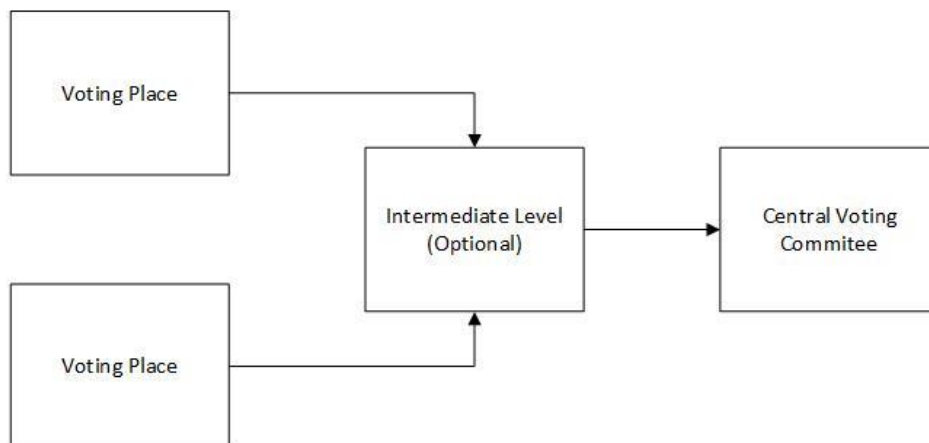 Voting Place
Intermediate Level
(Optional)
Central Voting
Commitee
Voting Place